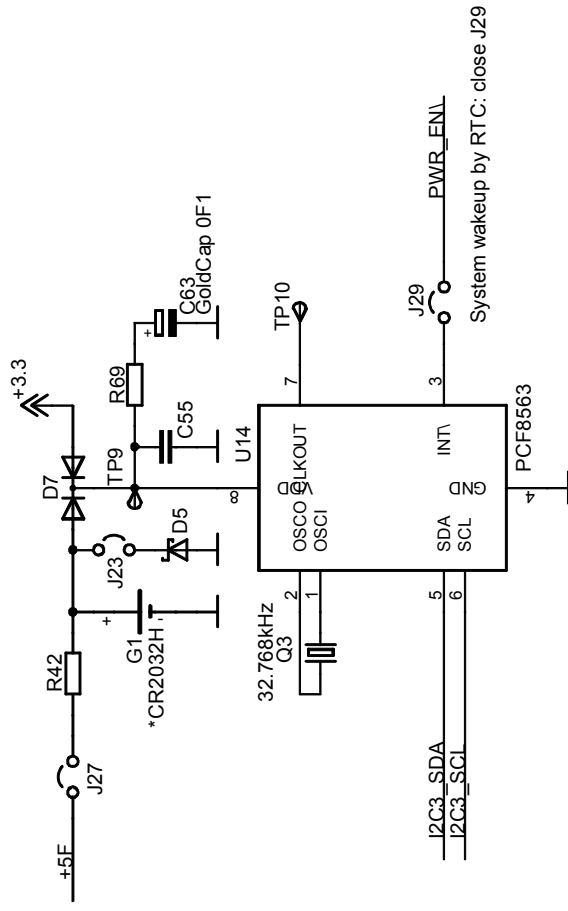 +5F
J27
R42
+
G1
*CR2032H
-
J23
D5
D7
+3.3
TP9
R69
+
C63
GoldCap 0F1
C55
U14
8
VDD
32.768kHz
Q3
2
1
OSCO
OSCI
CLKOUT
7
TP10
I2C3_SDA
I2C3_SCL
5
6
SDA
SCL
INT\
3
J29
PWR_EN\
System wakeup by RTC: close J29
GND
4
PCF8563